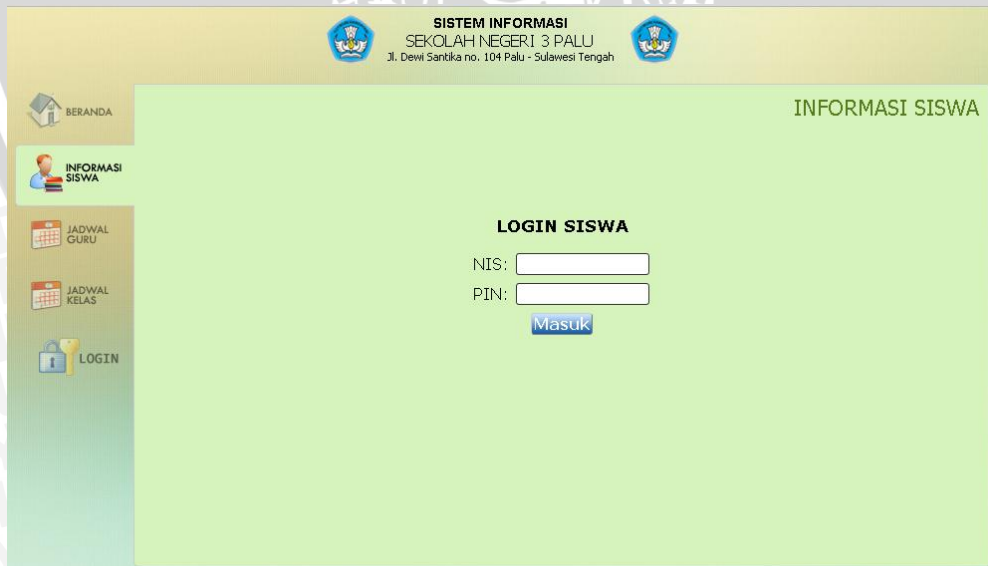 SISTEM INFORMASI
SEKOLAH NEGERI 3 PALU
Jl. Dewi Santika no. 104 Palu - Sulawesi Tengah
BERANDA
INFORMASI
SISWA
JADWAL
GURU
JADWAL
KELAS
LOGIN
INFORMASI SISWA
LOGIN SISWA
NIS:
PIN:
Masuk